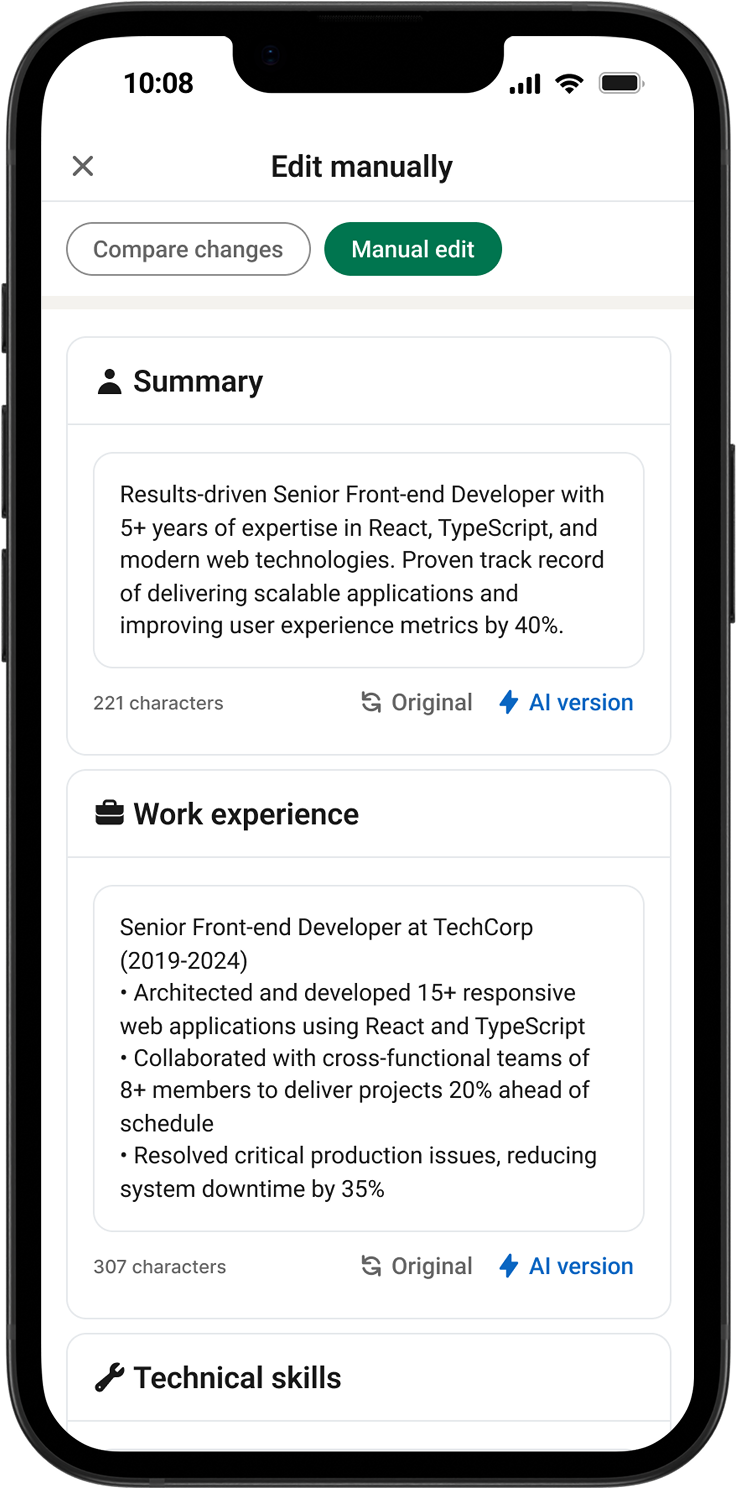 10:08
Edit manually
Compare changes
Manual edit
Summary
Results-driven Senior Front-end Developer with
5+ years of expertise in React, TypeScript, and
modern web technologies. Proven track record
of delivering scalable applications and
improving user experience metrics by 40%.
221 characters
Original
AI version
Work experience
Senior Front-end Developer at TechCorp
(2019-2024)
• Architected and developed 15+ responsive
web applications using React and TypeScript
• Collaborated with cross-functional teams of
8+ members to deliver projects 20% ahead of
schedule
• Resolved critical production issues, reducing
system downtime by 35%
307 characters
Original
AI version
Technical skills